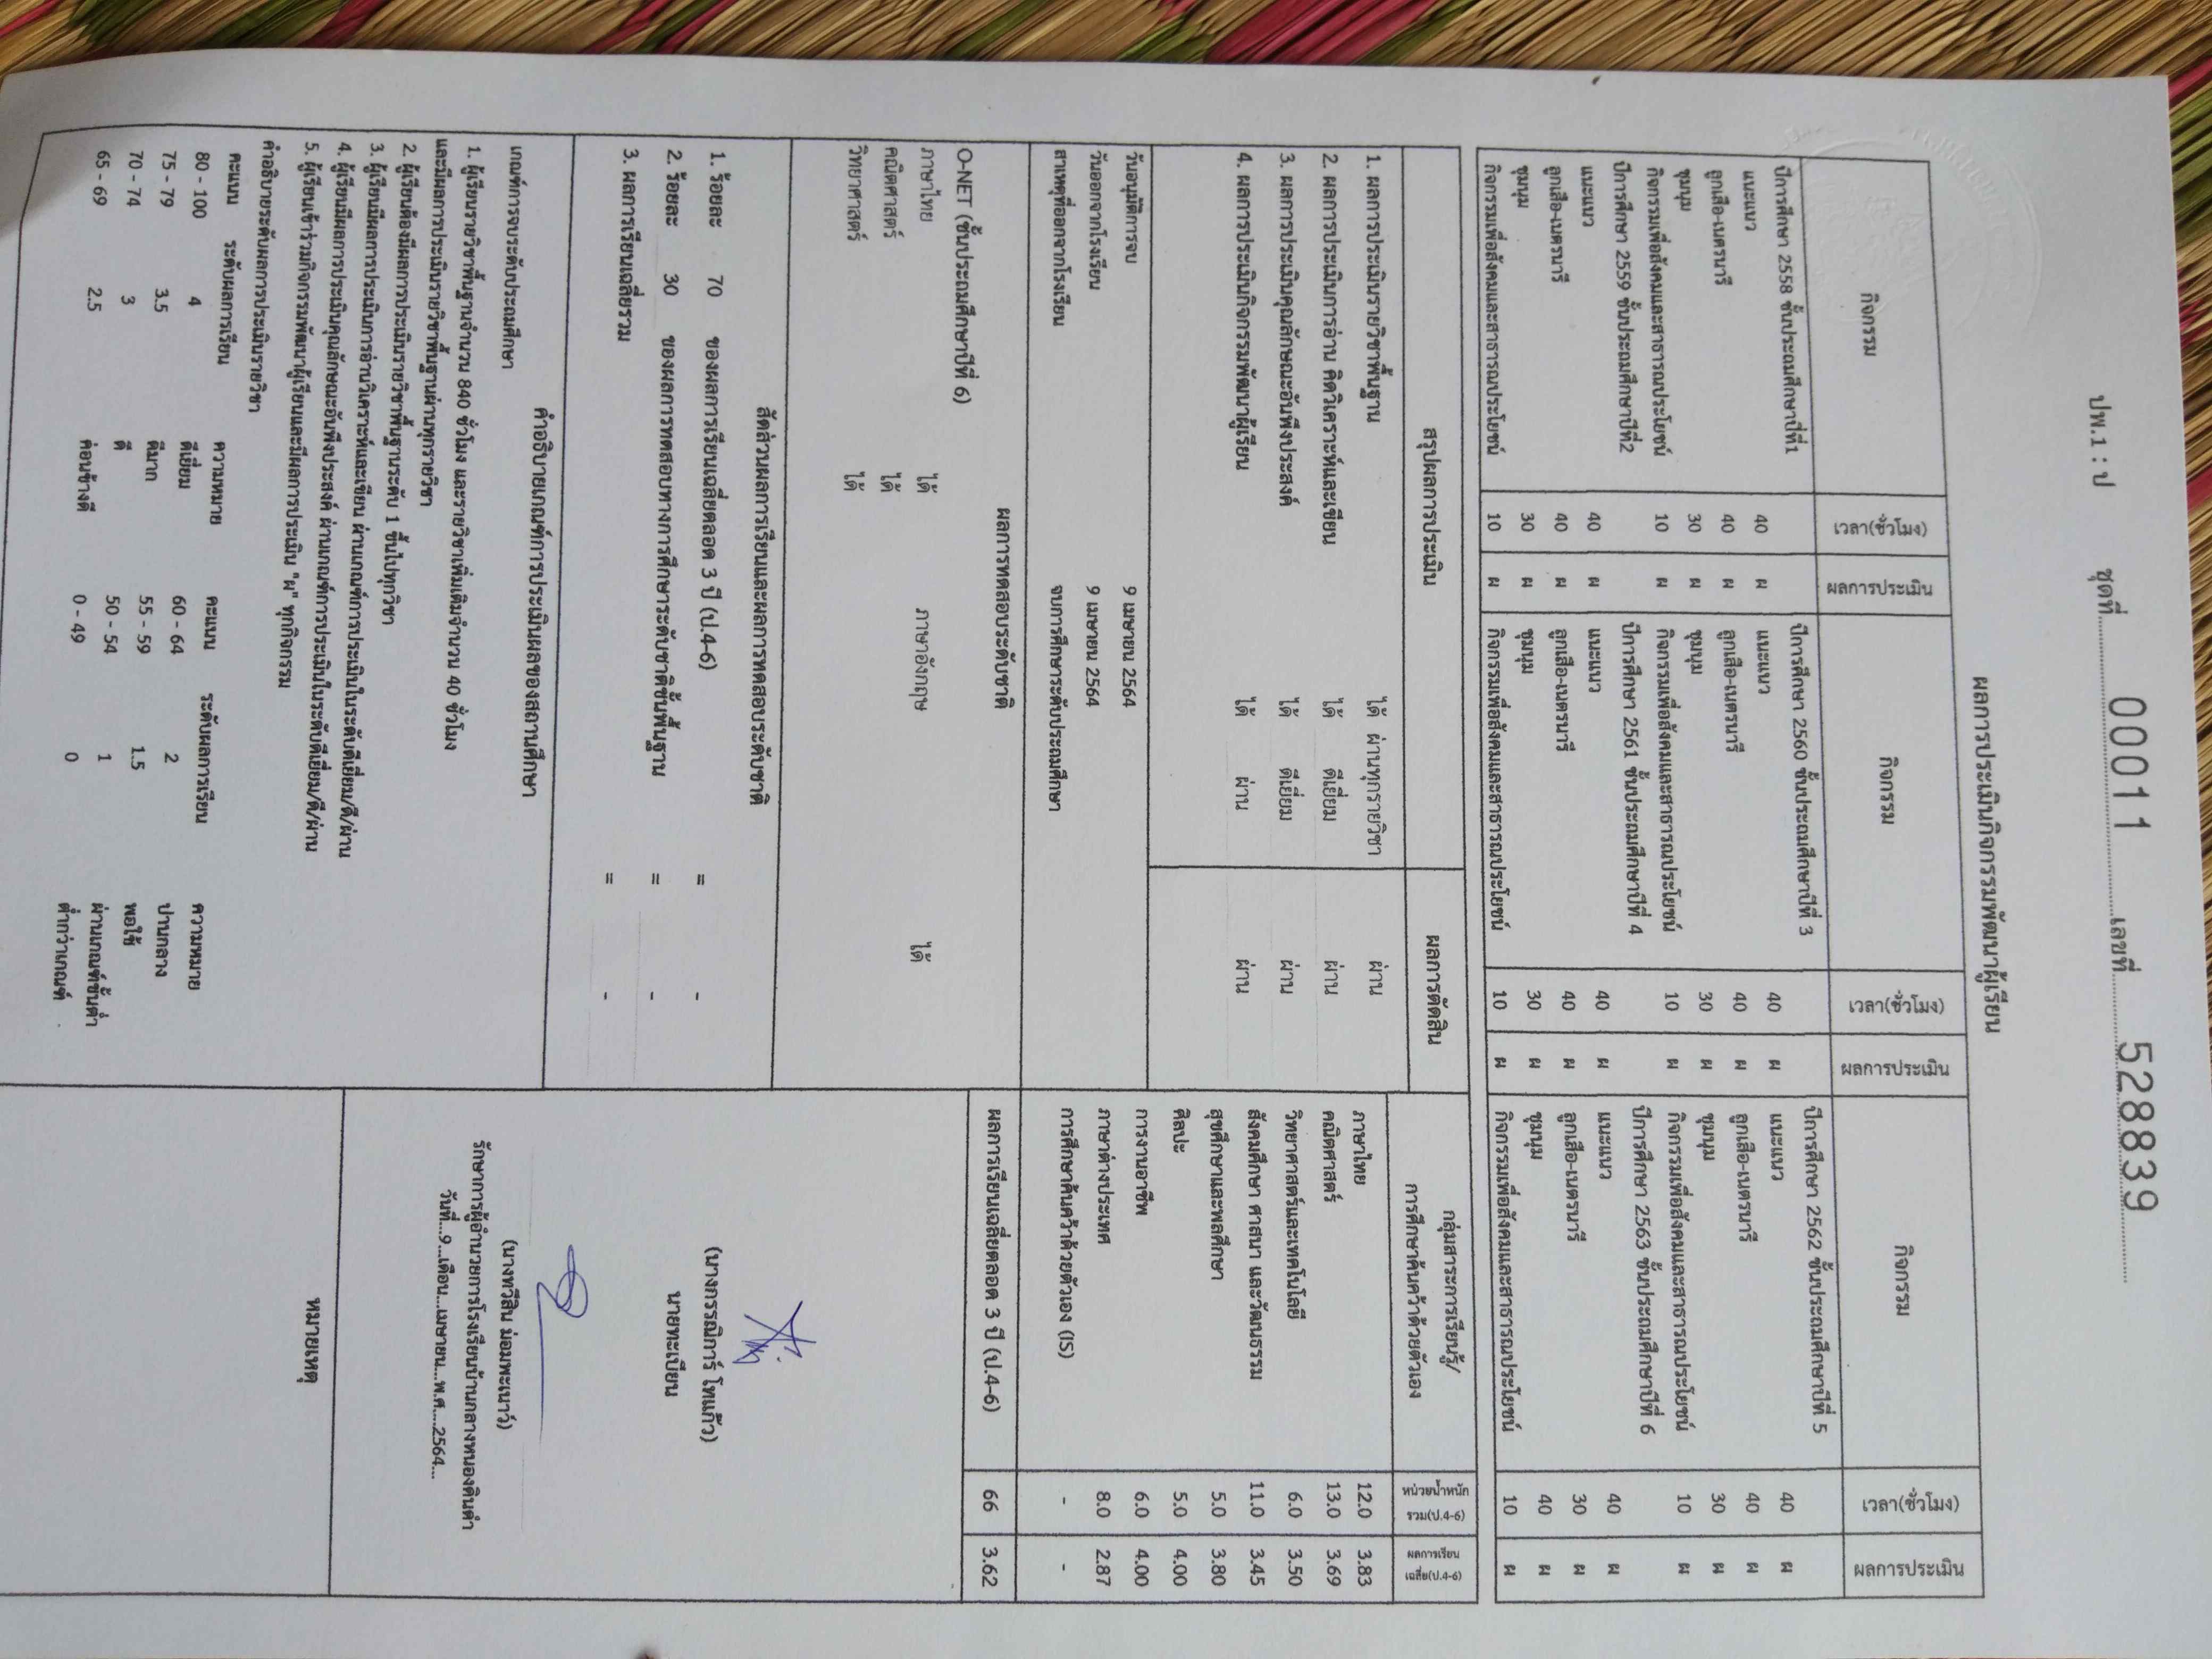 ปพ.1 : ป ชุดที่ 00011 เลขที่ 528839
ผลการประเมินกิจกรรมพัฒนาผู้เรียน
กิจกรรม เวลา(ชั่วโมง) ผลการประเมิน กิจกรรม เวลา(ชั่วโมง) ผลการประเมิน กิจกรรม เวลา(ชั่วโมง) ผลการประเมิน
ปีการศึกษา 2558 ชั้นประถมศึกษาปีที่1 ปีการศึกษา 2560 ชั้นประถมศึกษาปีที่ 3 ปีการศึกษา 2562 ชั้นประถมศึกษาปีที่ 5
แนะแนว 40 ผ แนะแนว 40 ผ แนะแนว 40 ผ
ลูกเสือ-เนตรนารี 40 ผ ลูกเสือ-เนตรนารี 40 ผ ลูกเสือ-เนตรนารี 40 ผ
ชุมนุม 30 ผ ชุมนุม 30 ผ ชุมนุม 30 ผ
กิจกรรมเพื่อสังคมและสาธารณประโยชน์ 10 ผ กิจกรรมเพื่อสังคมและสาธารณประโยชน์ 10 ผ กิจกรรมเพื่อสังคมและสาธารณประโยชน์ 10 ผ
ปีการศึกษา 2559 ชั้นประถมศึกษาปีที่2 ปีการศึกษา 2561 ชั้นประถมศึกษาปีที่ 4 ปีการศึกษา 2563 ชั้นประถมศึกษาปีที่ 6
แนะแนว 40 ผ แนะแนว 40 ผ แนะแนว 40 ผ
ลูกเสือ-เนตรนารี 40 ผ ลูกเสือ-เนตรนารี 40 ผ ลูกเสือ-เนตรนารี 30 ผ
ชุมนุม 30 ผ ชุมนุม 30 ผ ชุมนุม 40 ผ
กิจกรรมเพื่อสังคมและสาธารณประโยชน์ 10 ผ กิจกรรมเพื่อสังคมและสาธารณประโยชน์ 10 ผ กิจกรรมเพื่อสังคมและสาธารณประโยชน์ 10 ผ
สรุปผลการประเมิน ผลการตัดสิน
1. ผลการประเมินรายวิชาพื้นฐาน ได้ ผ่านทุกรายวิชา ผ่าน
2. ผลการประเมินการอ่าน คิดวิเคราะห์และเขียน ได้ ดีเยี่ยม ผ่าน
3. ผลการประเมินคุณลักษณะอันพึงประสงค์ ได้ ดีเยี่ยม ผ่าน
4. ผลการประเมินกิจกรรมพัฒนาผู้เรียน ได้ ผ่าน ผ่าน
วันอนุมัติการจบ 9 เมษายน 2564
วันออกจากโรงเรียน 9 เมษายน 2564
สาเหตุที่ออกจากโรงเรียน จบการศึกษาระดับประถมศึกษา
ผลการทดสอบระดับชาติ
O-NET (ชั้นประถมศึกษาปีที่ 6)
ภาษาไทย ได้ ภาษาอังกฤษ ได้
คณิตศาสตร์ ได้
วิทยาศาสตร์ ได้
สัดส่วนผลการเรียนและผลการทดสอบระดับชาติ
1. ร้อยละ 70 ของผลการเรียนเฉลี่ยตลอด 3 ปี (ป.4-6) = -
2. ร้อยละ 30 ของผลการทดสอบทางการศึกษาระดับชาติขั้นพื้นฐาน = -
3. ผลการเรียนเฉลี่ยรวม = -
คำอธิบายเกณฑ์การประเมินผลของสถานศึกษา
เกณฑ์การจบระดับประถมศึกษา
1. ผู้เรียนรายวิชาพื้นฐานจำนวน 840 ชั่วโมง และรายวิชาเพิ่มเติมจำนวน 40 ชั่วโมง
และมีผลการประเมินรายวิชาพื้นฐานผ่านทุกรายวิชา
2. ผู้เรียนต้องมีผลการประเมินรายวิชาพื้นฐานระดับ 1 ขึ้นไปทุกวิชา
3. ผู้เรียนมีผลการประเมินการอ่านวิเคราะห์และเขียน ผ่านเกณฑ์การประเมินในระดับดีเยี่ยม/ดี/ผ่าน
4. ผู้เรียนมีผลการประเมินคุณลักษณะอันพึงประสงค์ ผ่านเกณฑ์การประเมินในระดับดีเยี่ยม/ดี/ผ่าน
5. ผู้เรียนเข้าร่วมกิจกรรมพัฒนาผู้เรียนและมีผลการประเมิน "ผ" ทุกกิจกรรม
คำอธิบายระดับผลการประเมินรายวิชา
คะแนน ระดับผลการเรียน ความหมาย คะแนน ระดับผลการเรียน ความหมาย
80 - 100 4 ดีเยี่ยม 60 - 64 2 ปานกลาง
75 - 79 3.5 ดีมาก 55 - 59 1.5 พอใช้
70 - 74 3 ดี 50 - 54 1 ผ่านเกณฑ์ขั้นต่ำ
65 - 69 2.5 ค่อนข้างดี 0 - 49 0 ต่ำกว่าเกณฑ์
กลุ่มสาระการเรียนรู้/ หน่วยน้ำหนัก ผลการเรียน
การศึกษาค้นคว้าด้วยตัวเอง รวม(ป.4-6) เฉลี่ย(ป.4-6)
ภาษาไทย 12.0 3.83
คณิตศาสตร์ 13.0 3.69
วิทยาศาสตร์และเทคโนโลยี 6.0 3.50
สังคมศึกษา ศาสนา และวัฒนธรรม 11.0 3.45
สุขศึกษาและพลศึกษา 5.0 3.80
ศิลปะ 5.0 4.00
การงานอาชีพ 6.0 4.00
ภาษาต่างประเทศ 8.0 2.87
การศึกษาค้นคว้าด้วยตัวเอง (IS) - -
ผลการเรียนเฉลี่ยตลอด 3 ปี (ป.4-6) 66 3.62
(นางกรรณิการ์ โทแก้ว)
นายทะเบียน
(นางทวีสิน ม่อมพะเนาว์)
รักษาการผู้อำนวยการโรงเรียนบ้านกลางหนองดินดำ
วันที่...9...เดือน...เมษายน...พ.ศ....2564...
หมายเหตุ